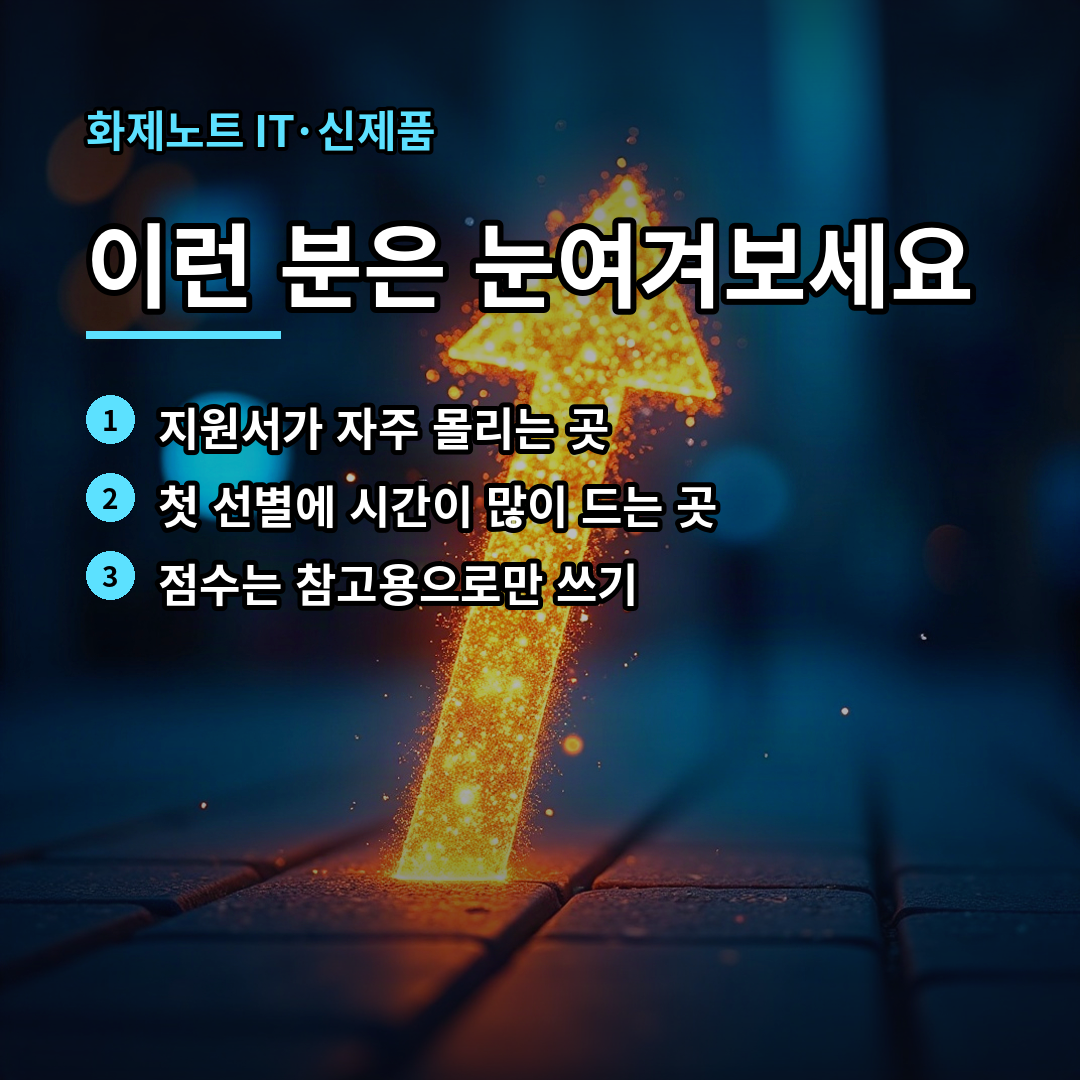 화제노트 IT·신제품
이런 분은 눈여겨보세요
1 지원서가 자주 몰리는 곳
2 첫 선별에 시간이 많이 드는 곳
3 점수는 참고용으로만 쓰기